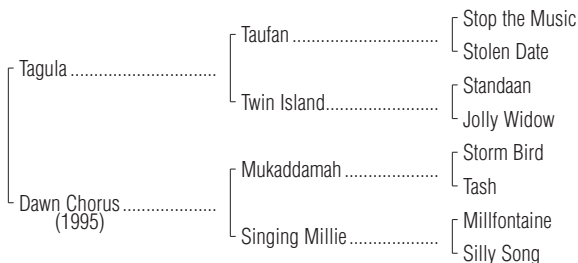 Stop the Music
Taufan
Stolen Date
Tagula
Standaan
Twin Island
Jolly Widow
Storm Bird
Mukaddamah
Tash
Dawn Chorus
(1995)
Millfontaine
Singing Millie
Silly Song